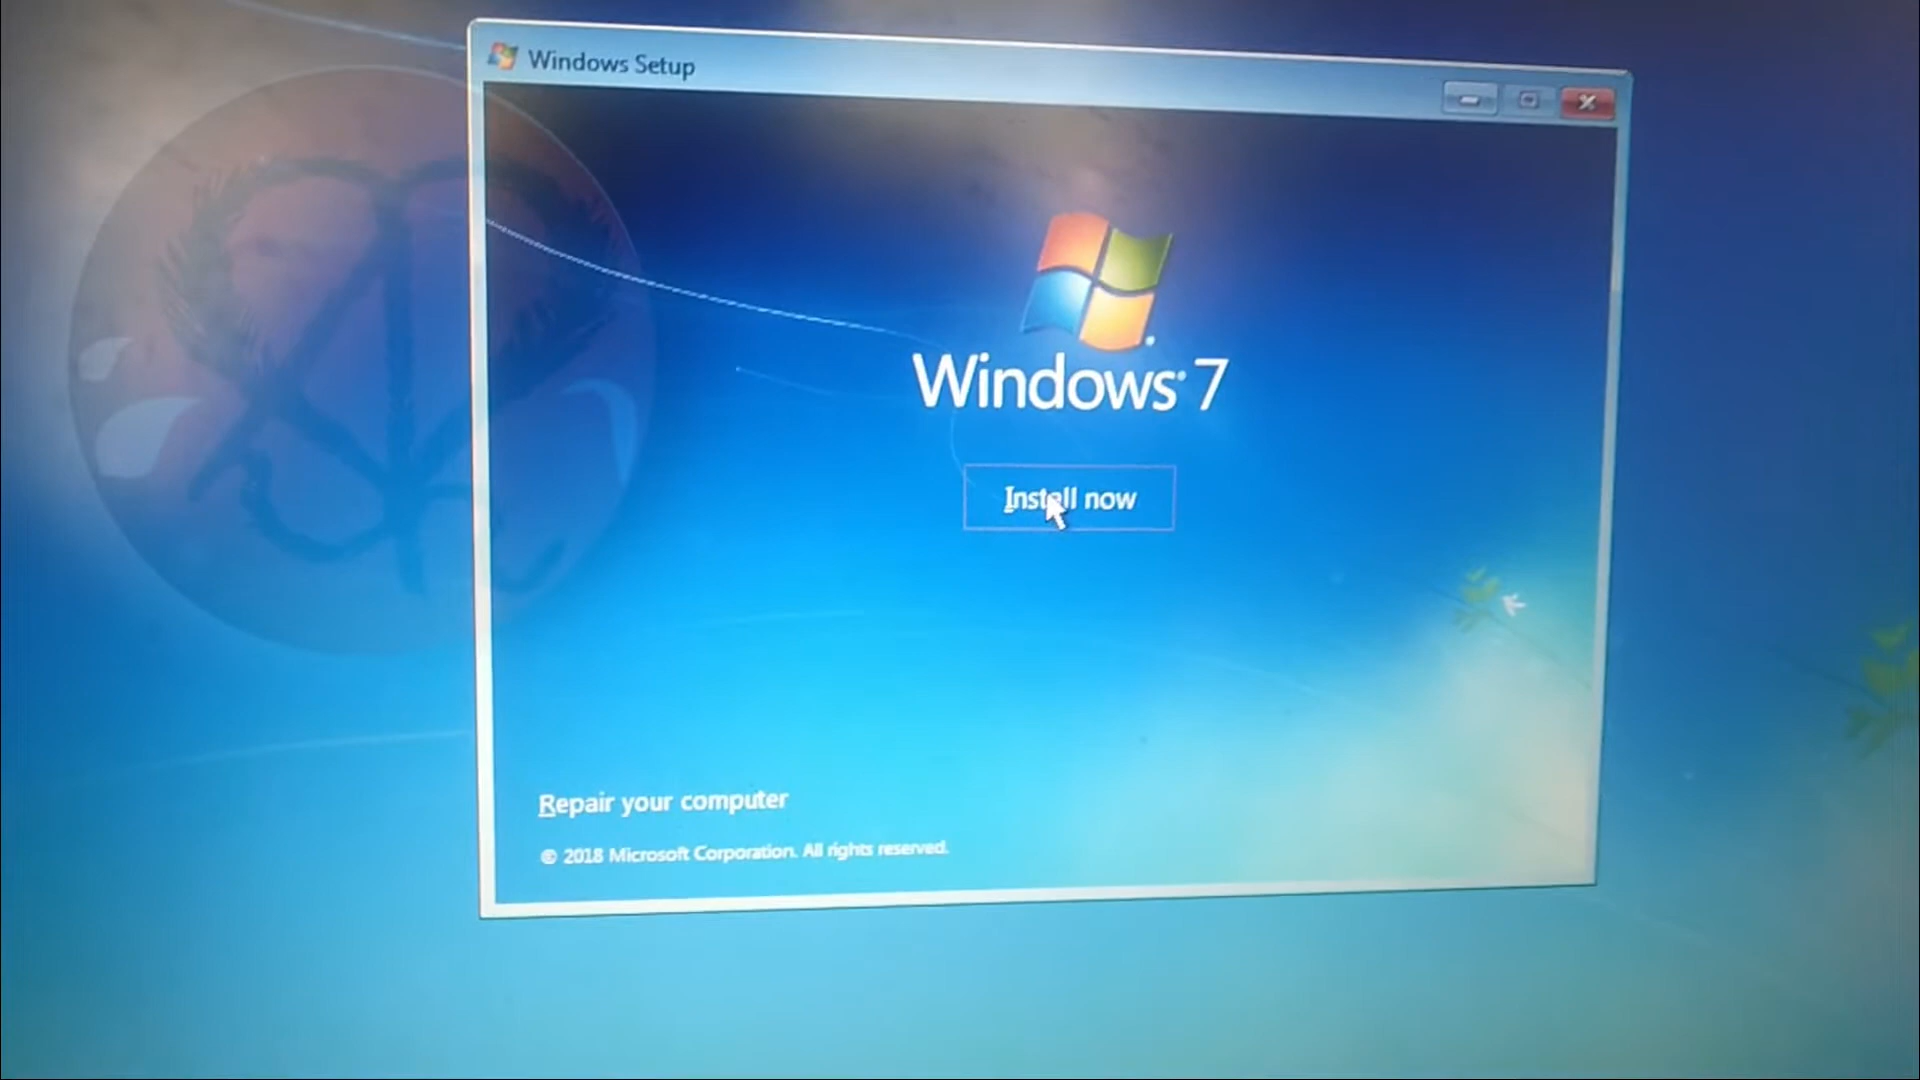 Windows Setup
Windows® 7
Install now
Repair your computer
© 2018 Microsoft Corporation. All rights reserved.